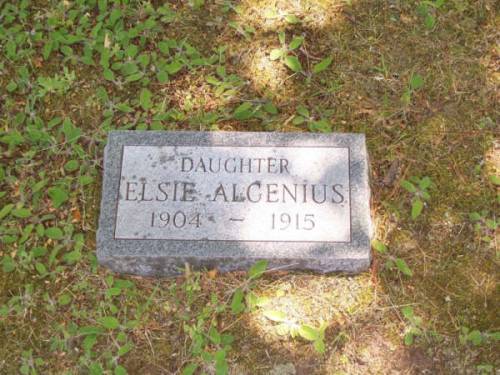 DAUGHTER
ELSIE ALGENIUS
1904 - 1915